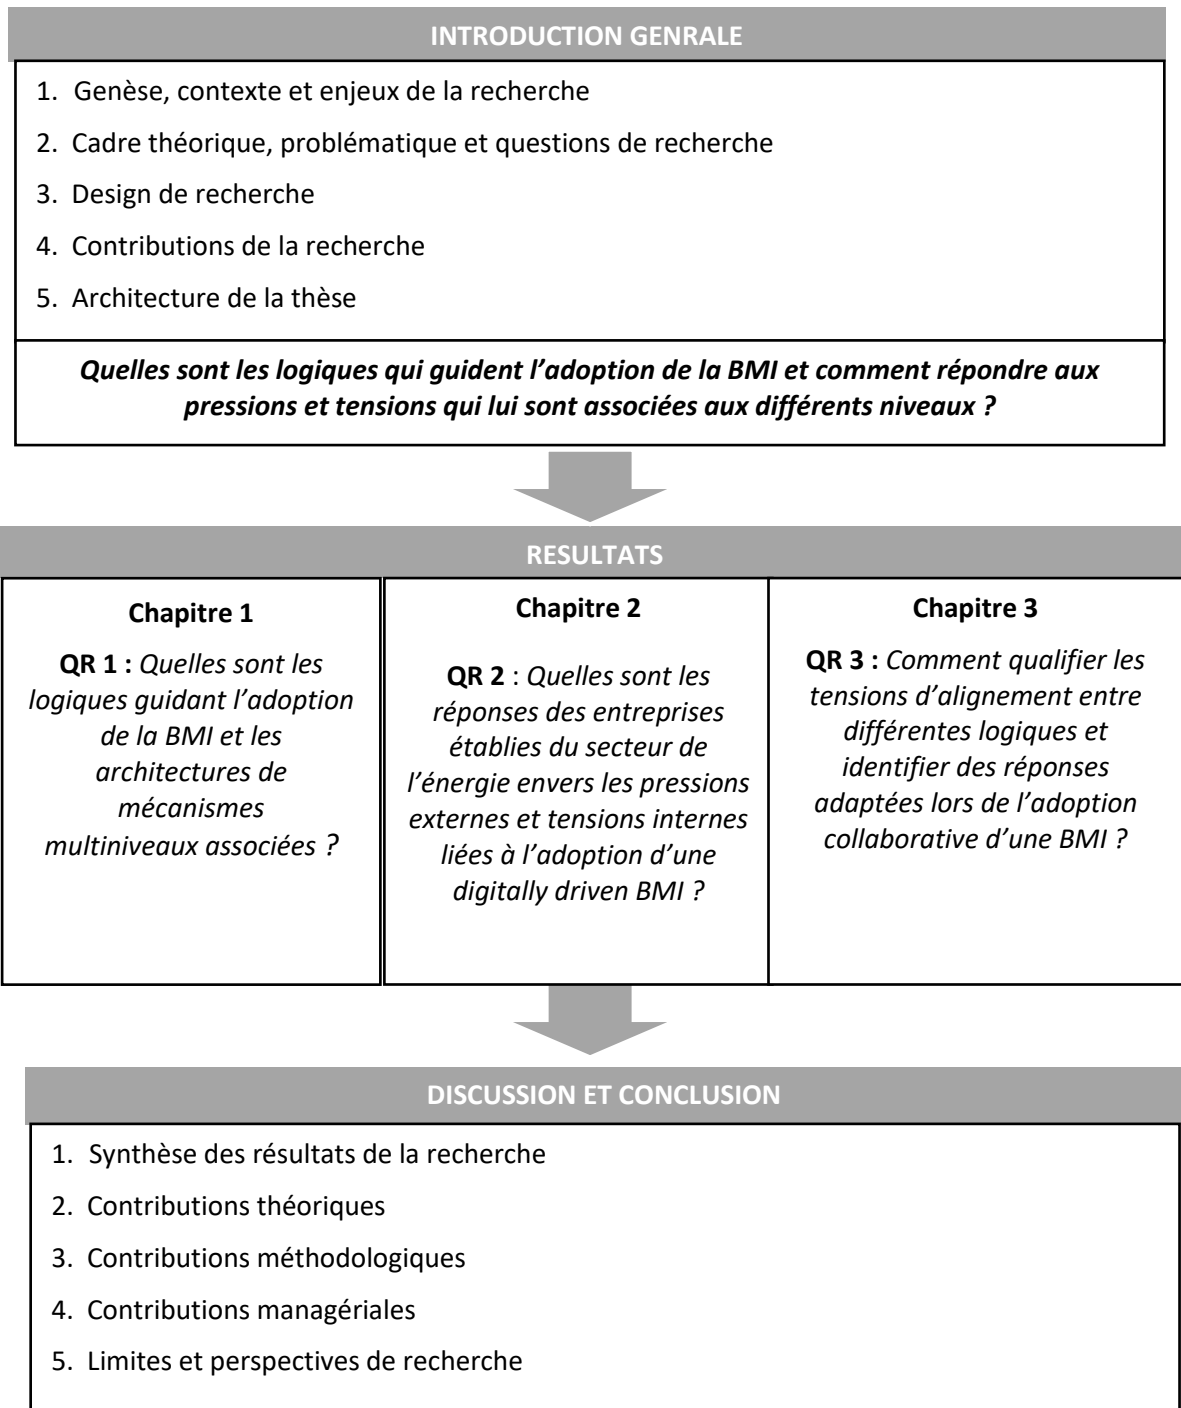 INTRODUCTION GENRALE
1. Genèse, contexte et enjeux de la recherche
2. Cadre théorique, problématique et questions de recherche
3. Design de recherche
4. Contributions de la recherche
5. Architecture de la thèse
Quelles sont les logiques qui guident l’adoption de la BMI et comment répondre aux
pressions et tensions qui lui sont associées aux différents niveaux ?
RESULTATS
Chapitre 1
QR 1 : Quelles sont les
logiques guidant l’adoption
de la BMI et les
architectures de
mécanismes
multiniveaux associées ?
Chapitre 2
QR 2 : Quelles sont les
réponses des entreprises
établies du secteur de
l’énergie envers les pressions
externes et tensions internes
liées à l’adoption d’une
digitally driven BMI ?
Chapitre 3
QR 3 : Comment qualifier les
tensions d’alignement entre
différentes logiques et
identifier des réponses
adaptées lors de l’adoption
collaborative d’une BMI ?
DISCUSSION ET CONCLUSION
1. Synthèse des résultats de la recherche
2. Contributions théoriques
3. Contributions méthodologiques
4. Contributions managériales
5. Limites et perspectives de recherche